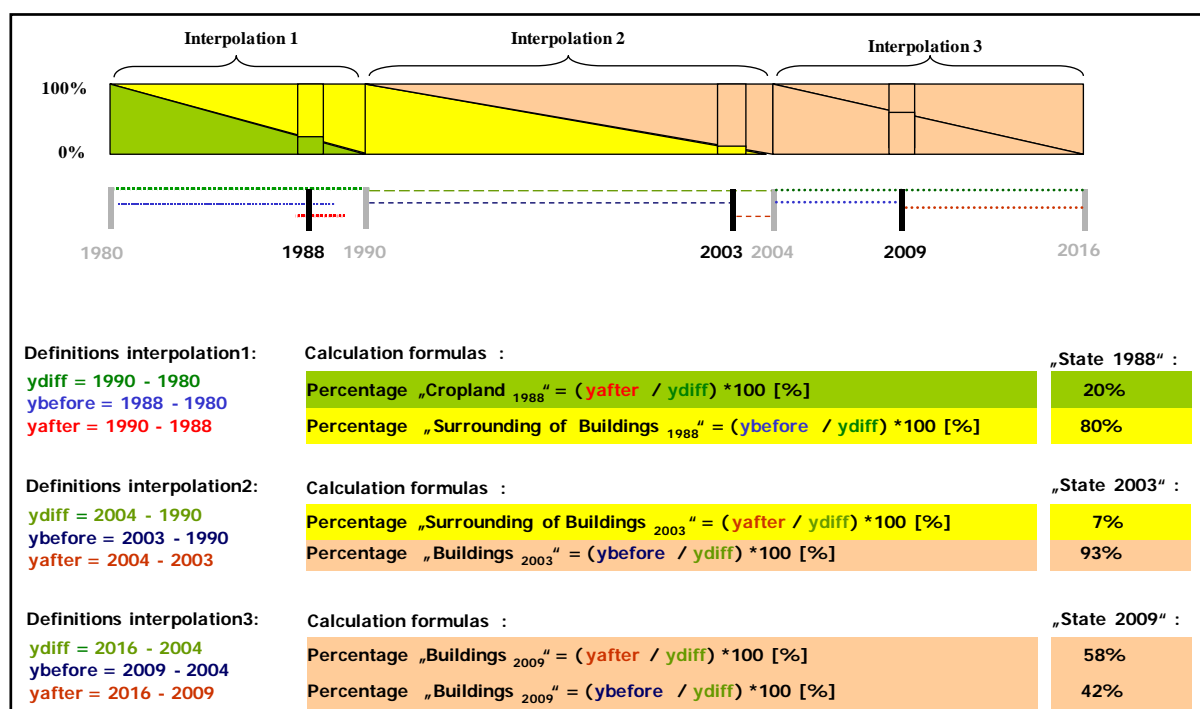 Interpolation 1 Interpolation 2 Interpolation 3
100%
0%
1980 1988 1990 2003 2004 2009 2016
Definitions interpolation1: Calculation formulas : „State 1988“ :
ydiff = 1990 - 1980
ybefore = 1988 - 1980
yafter = 1990 - 1988
Percentage „Cropland 1988“ = (yafter / ydiff) *100 [%] 20%
Percentage „Surrounding of Buildings 1988“ = (ybefore / ydiff) *100 [%] 80%
Definitions interpolation2: Calculation formulas : „State 2003“ :
ydiff = 2004 - 1990
ybefore = 2003 - 1990
yafter = 2004 - 2003
Percentage „Surrounding of Buildings 2003“ = (yafter / ydiff) *100 [%] 7%
Percentage „Buildings 2003“ = (ybefore / ydiff) *100 [%] 93%
Definitions interpolation3: Calculation formulas : „State 2009“ :
ydiff = 2016 - 2004
ybefore = 2009 - 2004
yafter = 2016 - 2009
Percentage „Buildings 2009“ = (yafter / ydiff) *100 [%] 58%
Percentage „Buildings 2009“ = (ybefore / ydiff) *100 [%] 42%